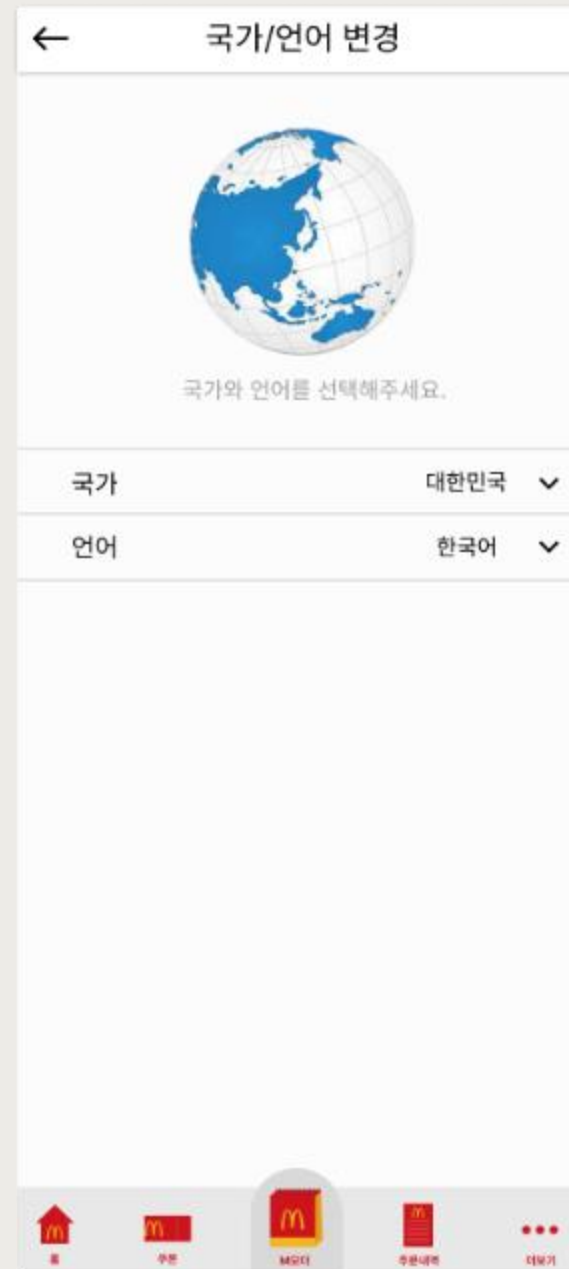 국가/언어 변경
국가와 언어를 선택해주세요.
국가
대한민국
언어
한국어
홈
쿠폰
M오더
주문내역
더보기